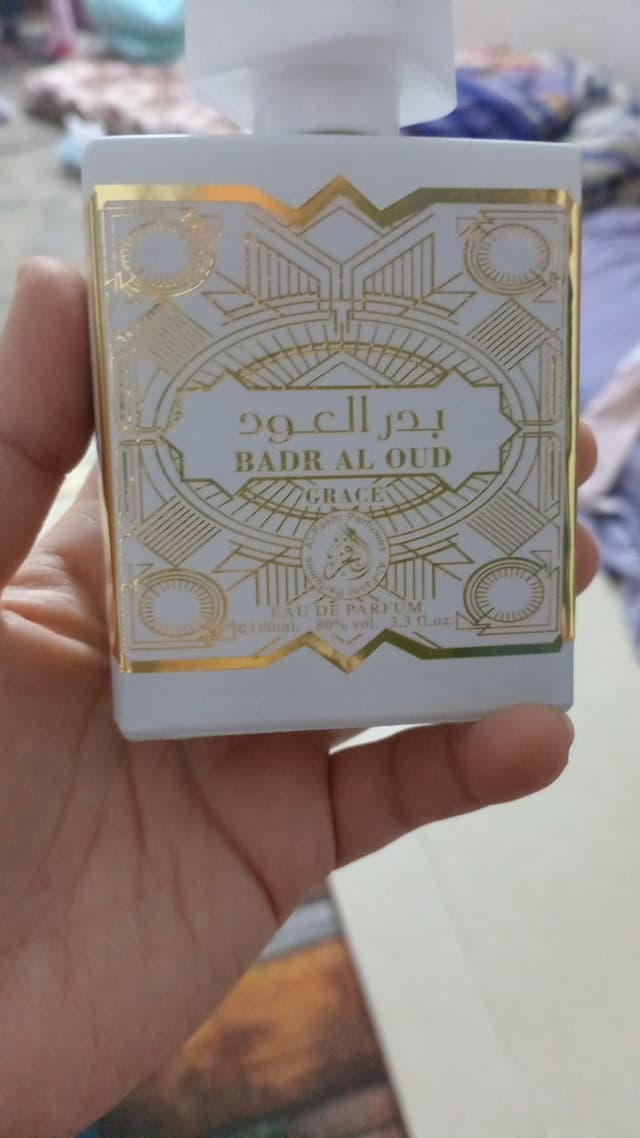 بدر العود
BADR AL OUD
GRACE
EAU DE PARFUM
e 100ml. 80% vol. 3.3 fl.oz.